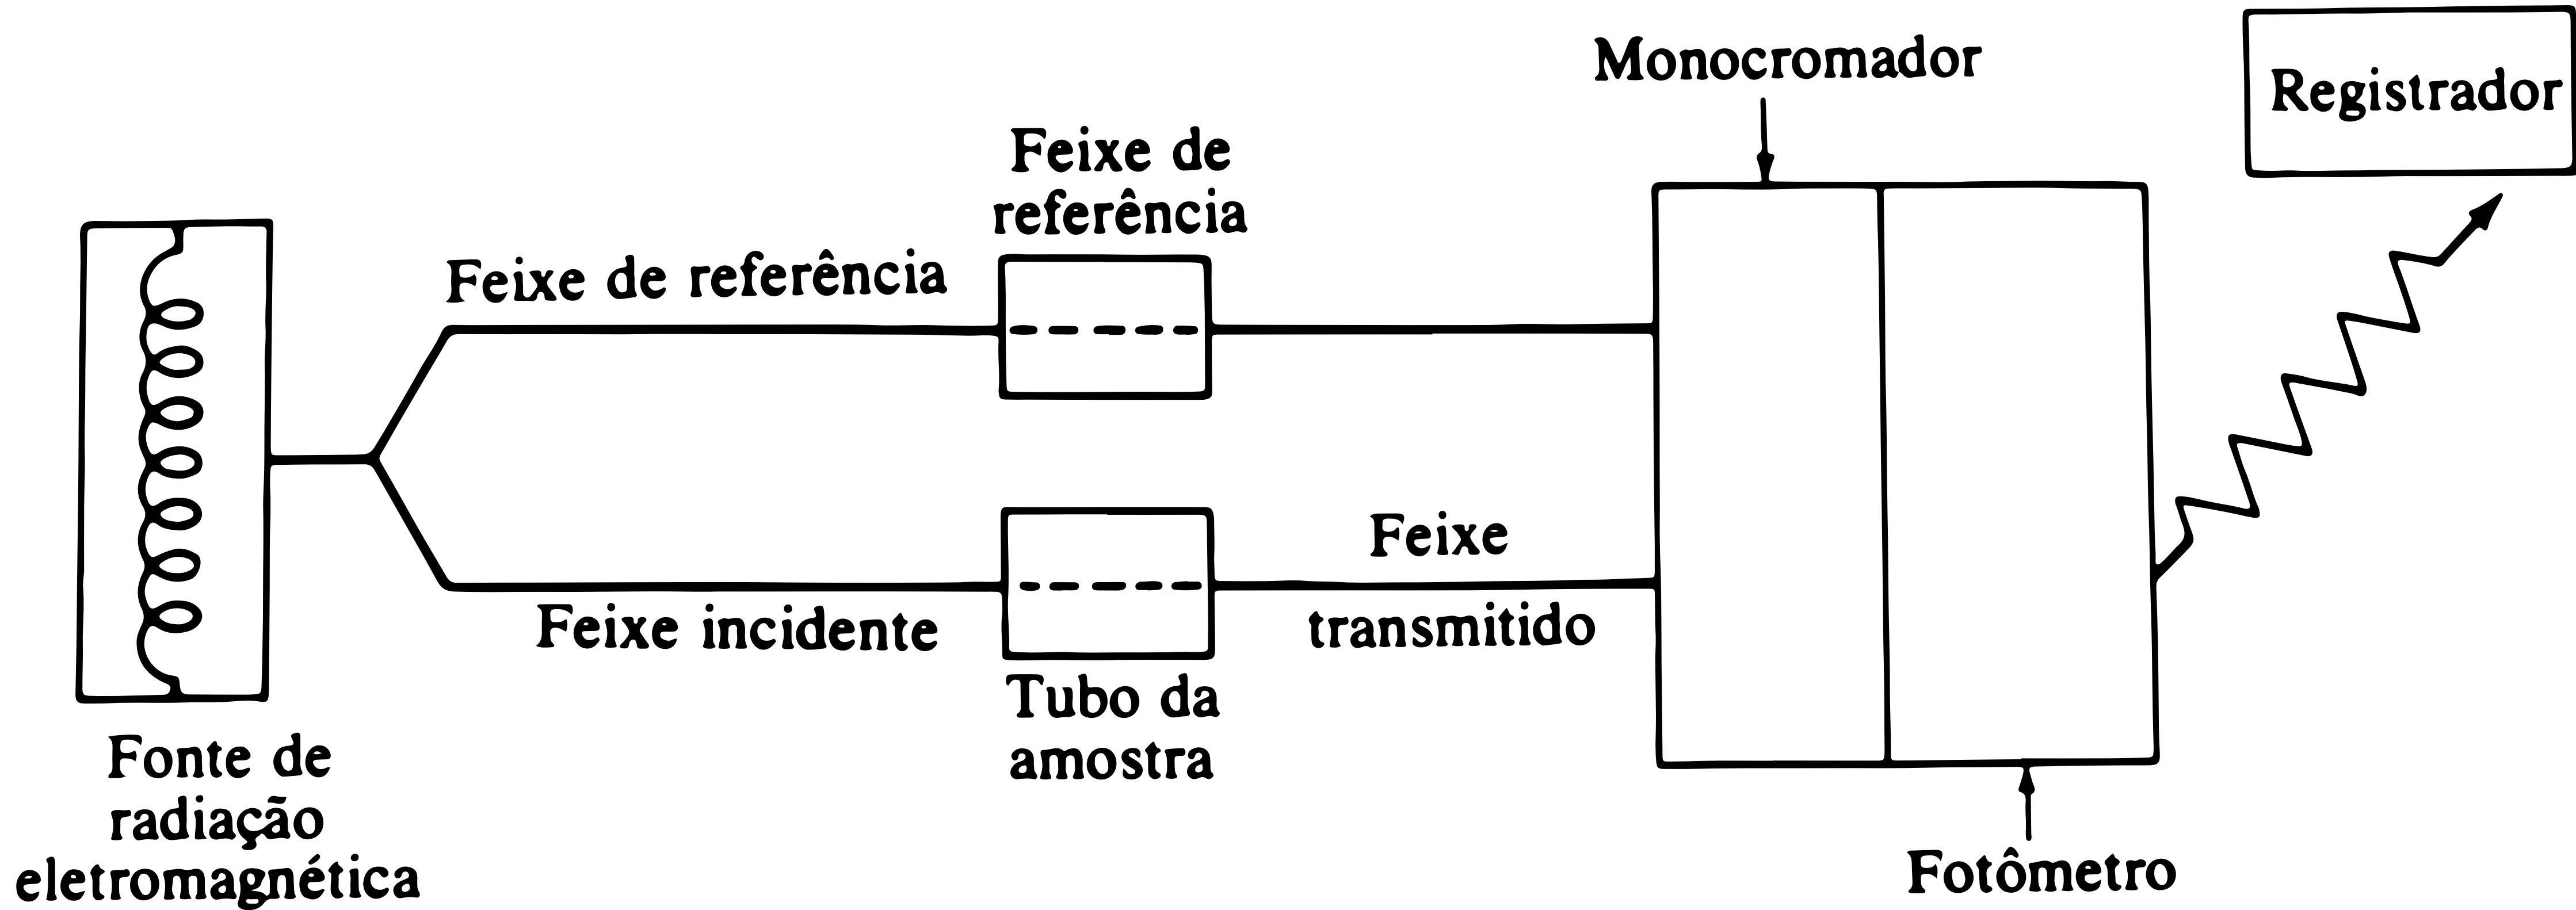 Monocromador
Registrador
Feixe de
referência
Feixe de referência
Feixe
transmitido
Feixe incidente
Tubo da
amostra
Fonte de
radiação
eletromagnética
Fotômetro